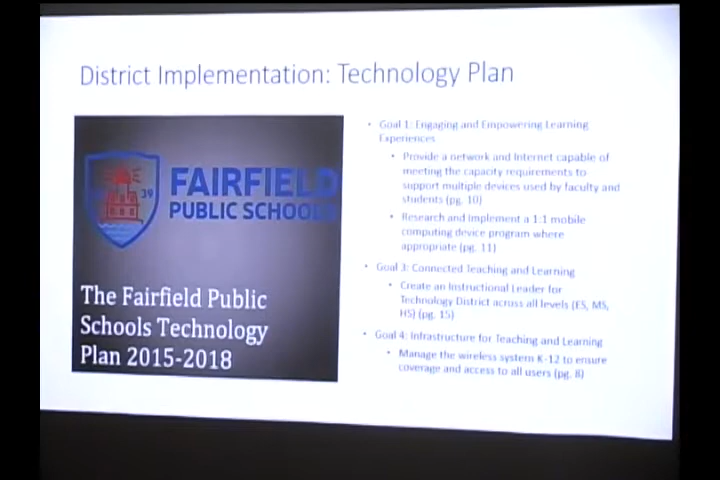 District Implementation: Technology Plan
39
FAIRFIELD
PUBLIC SCHOOLS
The Fairfield Public
Schools Technology
Plan 2015-2018
• Goal 1: Engaging and Empowering Learning
Experiences
• Provide a network and Internet capable of
meeting the capacity requirements to
support multiple devices used by faculty and
students (pg. 10)
• Research and implement a 1:1 mobile
computing device program where
appropriate (pg. 11)
• Goal 3: Connected Teaching and Learning
• Create an Instructional Leader for
Technology District across all levels (ES, MS,
HS) (pg. 15)
• Goal 4: Infrastructure for Teaching and Learning
• Manage the wireless system K-12 to ensure
coverage and access to all users (pg. 8)